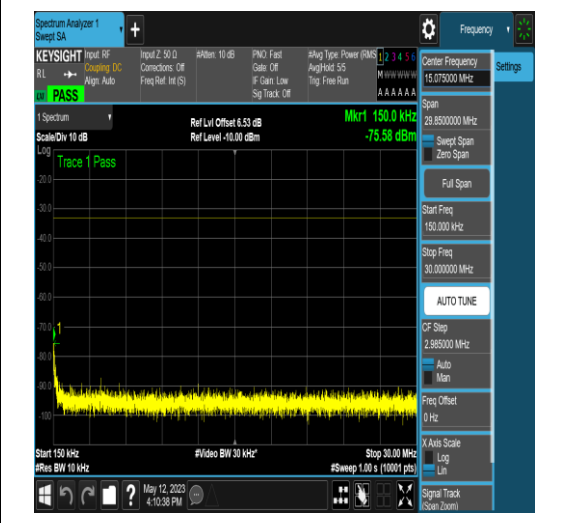 Spectrum Analyzer 1
Swept SA
+
Frequency
KEYSIGHT
RL
PASS
Input: RF
Coupling: DC
Align: Auto
Input Z: 50 Ω
Corrections: Off
Freq Ref: Int (S)
#Atten: 10 dB
PNO: Fast
Gate: Off
IF Gain: Low
Sig Track: Off
#Avg Type: Power (RMS
Avg|Hold: 5/5
Trig: Free Run
1 2 3 4 5 6
M W W W W W
A A A A A A
1 Spectrum
Scale/Div 10 dB
Ref Lvl Offset 6.53 dB
Ref Level -10.00 dBm
Mkr1 150.0 kHz
-75.58 dBm
Log
Trace 1 Pass
-20.0
-30.0
-40.0
-50.0
-60.0
-70.0
1
-80.0
-90.0
-100
Start 150 kHz
#Res BW 10 kHz
#Video BW 30 kHz*
Stop 30.00 MHz
#Sweep 1.00 s (10001 pts)
?
May 12, 2023
4:10:38 PM
Center Frequency
15.075000 MHz
Settings
Span
29.8500000 MHz
Swept Span
Zero Span
Full Span
Start Freq
150.000 kHz
Stop Freq
30.000000 MHz
AUTO TUNE
CF Step
2.985000 MHz
Auto
Man
Freq Offset
0 Hz
X Axis Scale
Log
Lin
Signal Track
(Span Zoom)